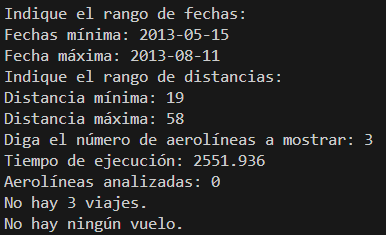 Indique el rango de fechas:
Fechas mínima: 2013-05-15
Fecha máxima: 2013-08-11
Indique el rango de distancias:
Distancia mínima: 19
Distancia máxima: 58
Diga el número de aerolíneas a mostrar: 3
Tiempo de ejecución: 2551.936
Aerolíneas analizadas: 0
No hay 3 viajes.
No hay ningún vuelo.